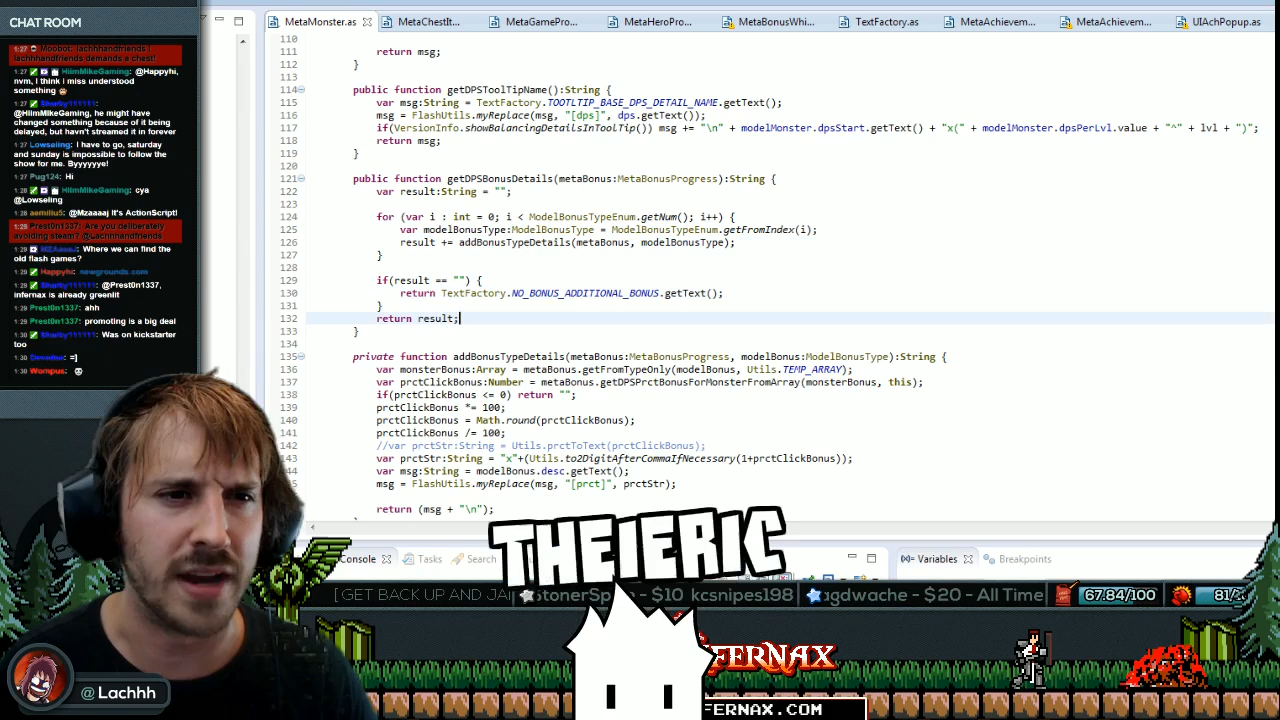 CHAT ROOM
1:27 Moobot: lachhhandfriends !
lachhhandfriends demands a chest!
1:27 HiimMikeGaming: @Happyhi,
nvm, I think I miss understood
something
1:27
@HiimMikeGaming, he might have
changed something because of it being
delayed, but havn't streamed it in forever
1:27 Lowseling: I have to go, saturday
and sunday is impossible to follow the
show for me. Byyyyyye!
1:27 Pug124: Hi
1:28 HiimMikeGaming: cya
@Lowseling
1:28 aemiliu5: @Mzaaaaj It's ActionScript!
1:29 Prest0n1337: Are you deliberately
avoiding steam? @Lachhhandfriends
1:29 Where we can find the
old flash games?
1:29 Happyhi: newgrounds.com
1:29 @Prest0n1337,
infernax is already greenlit
1:29 Prest0n1337: ahh
1:29 Prest0n1337: promoting is a big deal
1:30 Was on kickstarter
too
1:30 =]
1:30 Wompus:
MetaMonster.as
MetaChestIt...
MetaGamePro...
MetaHeroPro...
MetaBonusWhi...
TextFactory.as
MetaAchievem...
MetaAchievem...
UIAchPopup.as
110
111 return msg;
112 }
113
114 public function getDPSToolTipName():String {
115 var msg:String = TextFactory.TOOTLTIP_BASE_DPS_DETAIL_NAME.getText();
116 msg = FlashUtils.myReplace(msg, "[dps]", dps.getText());
117 if(VersionInfo.showBalancingDetailsInToolTip()) msg += "\n" + modelMonster.dpsStart.getText() + "x(" + modelMonster.dpsPerLvl.value + "^" + lvl + ")";
118 return msg;
119 }
120
121 public function getDPSBonusDetails(metaBonus:MetaBonusProgress):String {
122 var result:String = "";
123
124 for (var i : int = 0; i < ModelBonusTypeEnum.getNum(); i++) {
125 var modelBonusType:ModelBonusType = ModelBonusTypeEnum.getFromIndex(i);
126 result += addBonusTypeDetails(metaBonus, modelBonusType);
127 }
128
129 if(result == "") {
130 return TextFactory.NO_BONUS_ADDITIONAL_BONUS.getText();
131 }
132 return result;
133 }
134
135 private function addBonusTypeDetails(metaBonus:MetaBonusProgress, modelBonus:ModelBonusType):String {
136 var monsterBonus:Array = metaBonus.getFromTypeOnly(modelBonus, Utils.TEMP_ARRAY);
137 var prctClickBonus:Number = metaBonus.getDPSPrctBonusForMonsterFromArray(monsterBonus, this);
138 if(prctClickBonus <= 0) return "";
139 prctClickBonus *= 100;
140 prctClickBonus = Math.round(prctClickBonus);
141 prctClickBonus /= 100;
142 //var prctStr:String = Utils.prctToText(prctClickBonus);
143 var prctStr:String = "x"+(Utils.to2DigitAfterCommaIfNecessary(1+prctClickBonus));
44 var msg:String = modelBonus.desc.getText();
45 msg = FlashUtils.myReplace(msg, "[prct]", prctStr);
return (msg + "\n");
Console
Tasks
Search
Variables
Breakpoints
THEIERIC
[ GET BACK UP AND JA
StonerSp - $10 kcsnipes198
agdwache - $20 - All Time
67.84/100
81/
FERNAX
FERNAX.COM
@ Lachhh